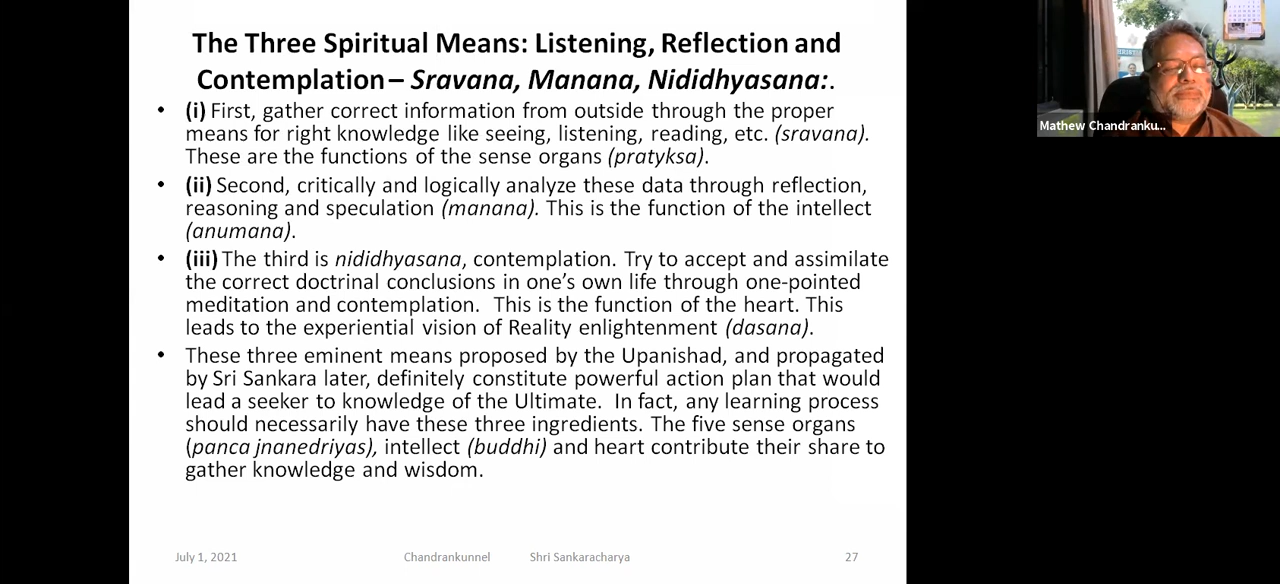 The Three Spiritual Means: Listening, Reflection and
Contemplation – Sravana, Manana, Nididhyasana:.
• (i) First, gather correct information from outside through the proper
means for right knowledge like seeing, listening, reading, etc. (sravana).
These are the functions of the sense organs (pratyksa).
• (ii) Second, critically and logically analyze these data through reflection,
reasoning and speculation (manana). This is the function of the intellect
(anumana).
• (iii) The third is nididhyasana, contemplation. Try to accept and assimilate
the correct doctrinal conclusions in one’s own life through one-pointed
meditation and contemplation. This is the function of the heart. This
leads to the experiential vision of Reality enlightenment (dasana).
• These three eminent means proposed by the Upanishad, and propagated
by Sri Sankara later, definitely constitute powerful action plan that would
lead a seeker to knowledge of the Ultimate. In fact, any learning process
should necessarily have these three ingredients. The five sense organs
(panca jnanedriyas), intellect (buddhi) and heart contribute their share to
gather knowledge and wisdom.
July 1, 2021 Chandrankunnel Shri Sankaracharya 27
Mathew Chandranku...